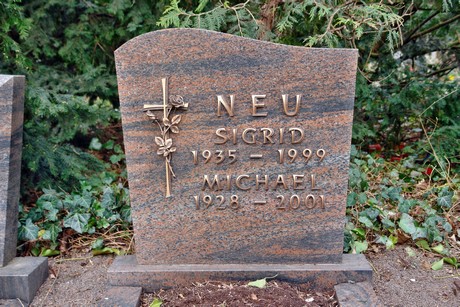 NEU
SIGRID
1935 - 1999
MICHAEL
1928 - 2001